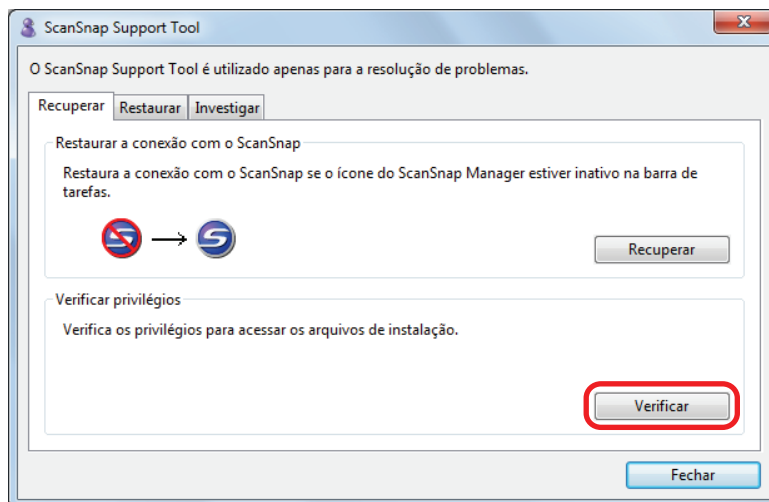 ScanSnap Support Tool
O ScanSnap Support Tool é utilizado apenas para a resolução de problemas.
Recuperar Restaurar Investigar
Restaurar a conexão com o ScanSnap
Restaura a conexão com o ScanSnap se o ícone do ScanSnap Manager estiver inativo na barra de
tarefas.
Recuperar
Verificar privilégios
Verifica os privilégios para acessar os arquivos de instalação.
Verificar
Fechar